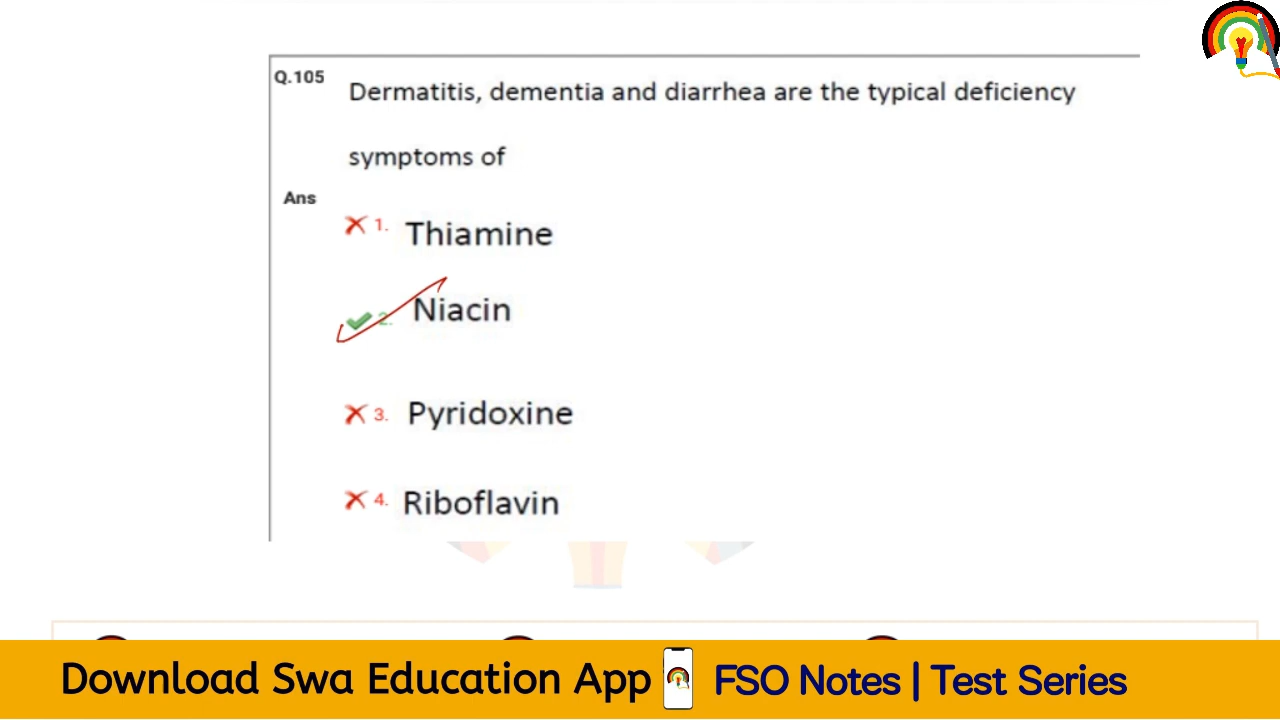 Q.105
Dermatitis, dementia and diarrhea are the typical deficiency
symptoms of
Ans
1. Thiamine
2. Niacin
3. Pyridoxine
4. Riboflavin
Download Swa Education App FSO Notes | Test Series